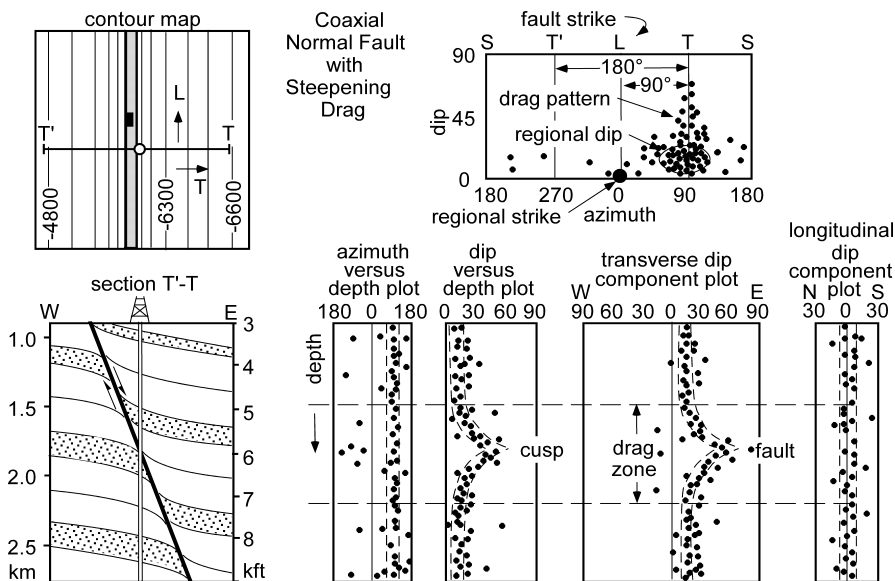 contour map
L
T'
T
T
-4800
-6300
-6600
Coaxial
Normal Fault
with
Steepening
Drag
fault strike
S T' L T S
90
45
0
dip
180°
90°
drag pattern
regional dip
180 270 0 90 180
regional strike
azimuth
section T'-T
W E
1.0
1.5
2.0
2.5
km
3
4
5
6
7
8
kft
azimuth
versus
depth plot
180 0 180
depth
dip
versus
depth plot
0 30 60 90
cusp
transverse dip
component plot
W E
90 60 30 0 30 60 90
drag
zone
fault
longitudinal
dip
component
plot
N S
30 0 30